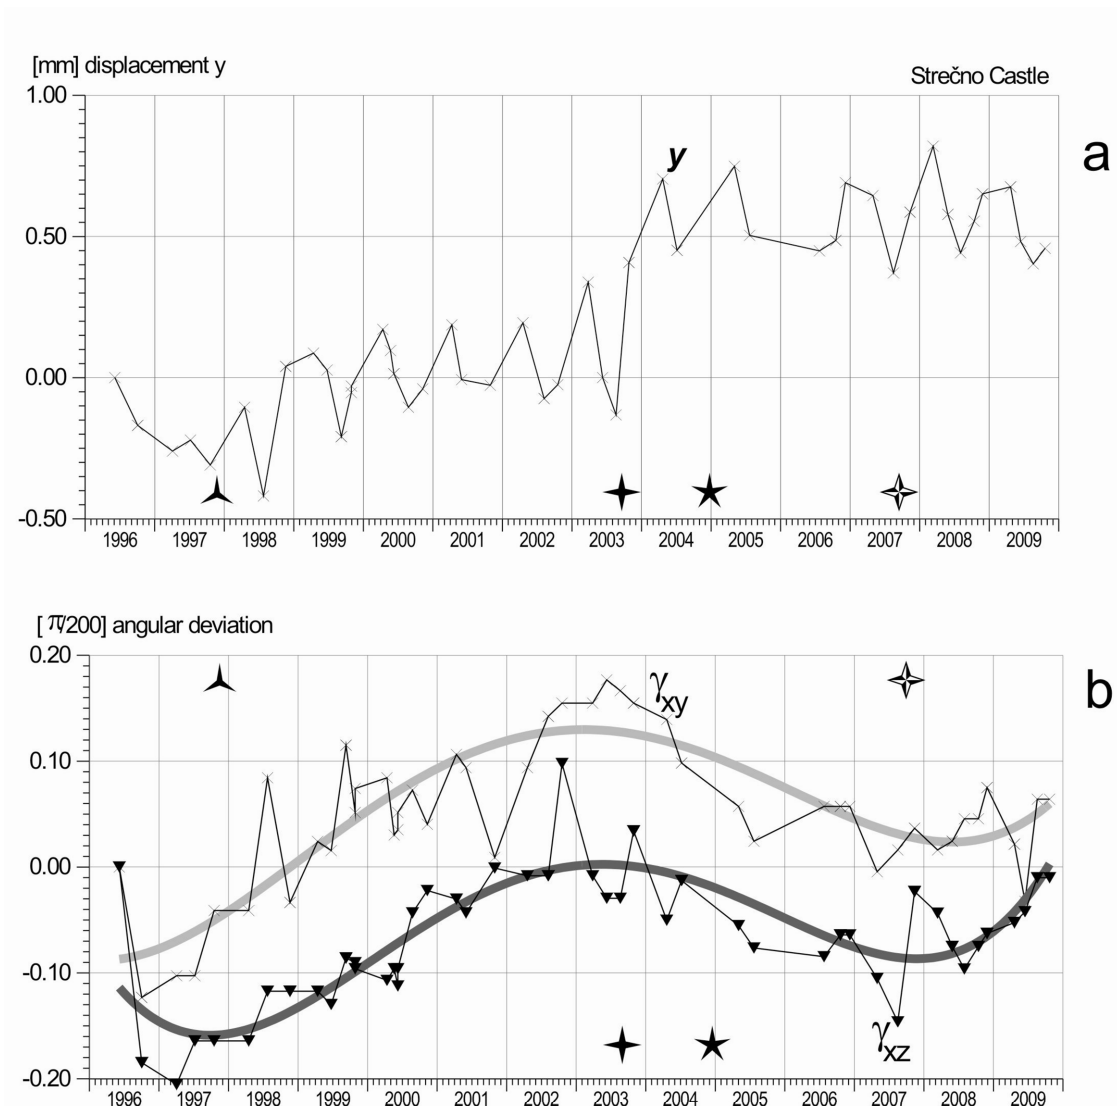 [mm] displacement y
Strečno Castle
1.00
a
y
0.50
0.00
-0.50
1996 1997 1998 1999 2000 2001 2002 2003 2004 2005 2006 2007 2008 2009
[π/200] angular deviation
0.20
b
γxy
0.10
0.00
-0.10
γxz
-0.20
1996 1997 1998 1999 2000 2001 2002 2003 2004 2005 2006 2007 2008 2009